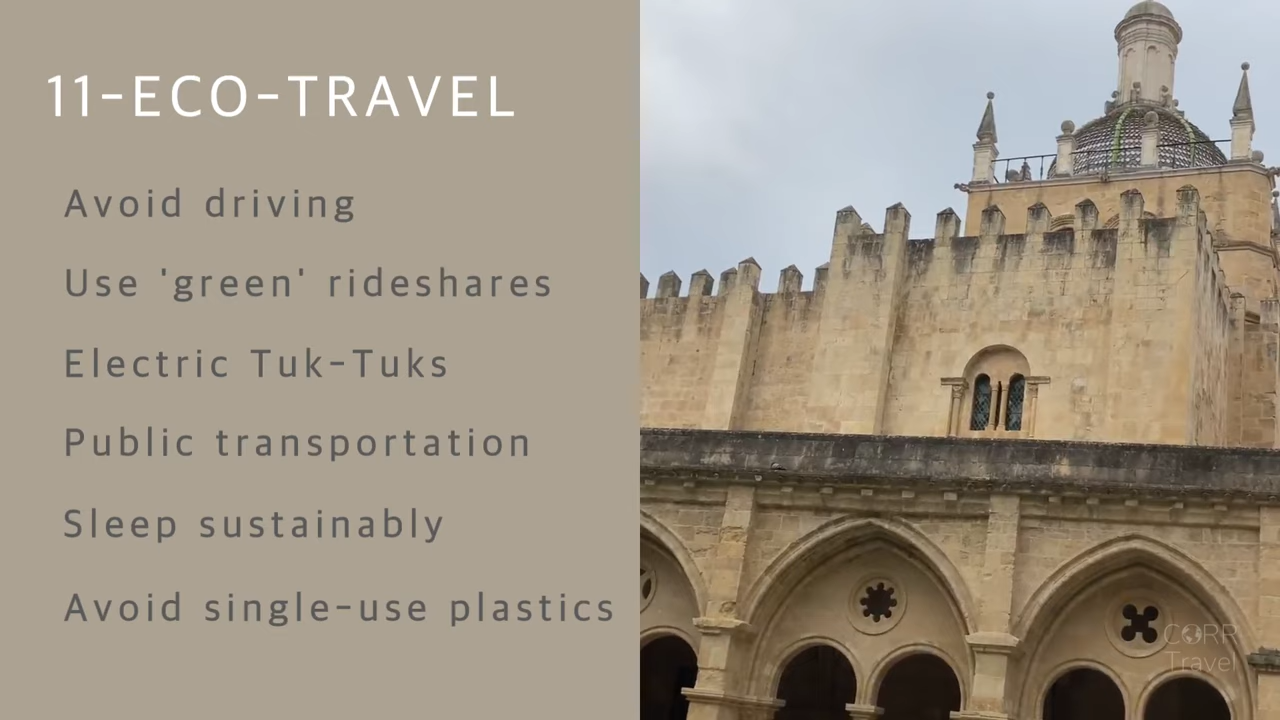 11-ECO-TRAVEL
Avoid driving
Use 'green' rideshares
Electric Tuk-Tuks
Public transportation
Sleep sustainably
Avoid single-use plastics
CORR
Travel